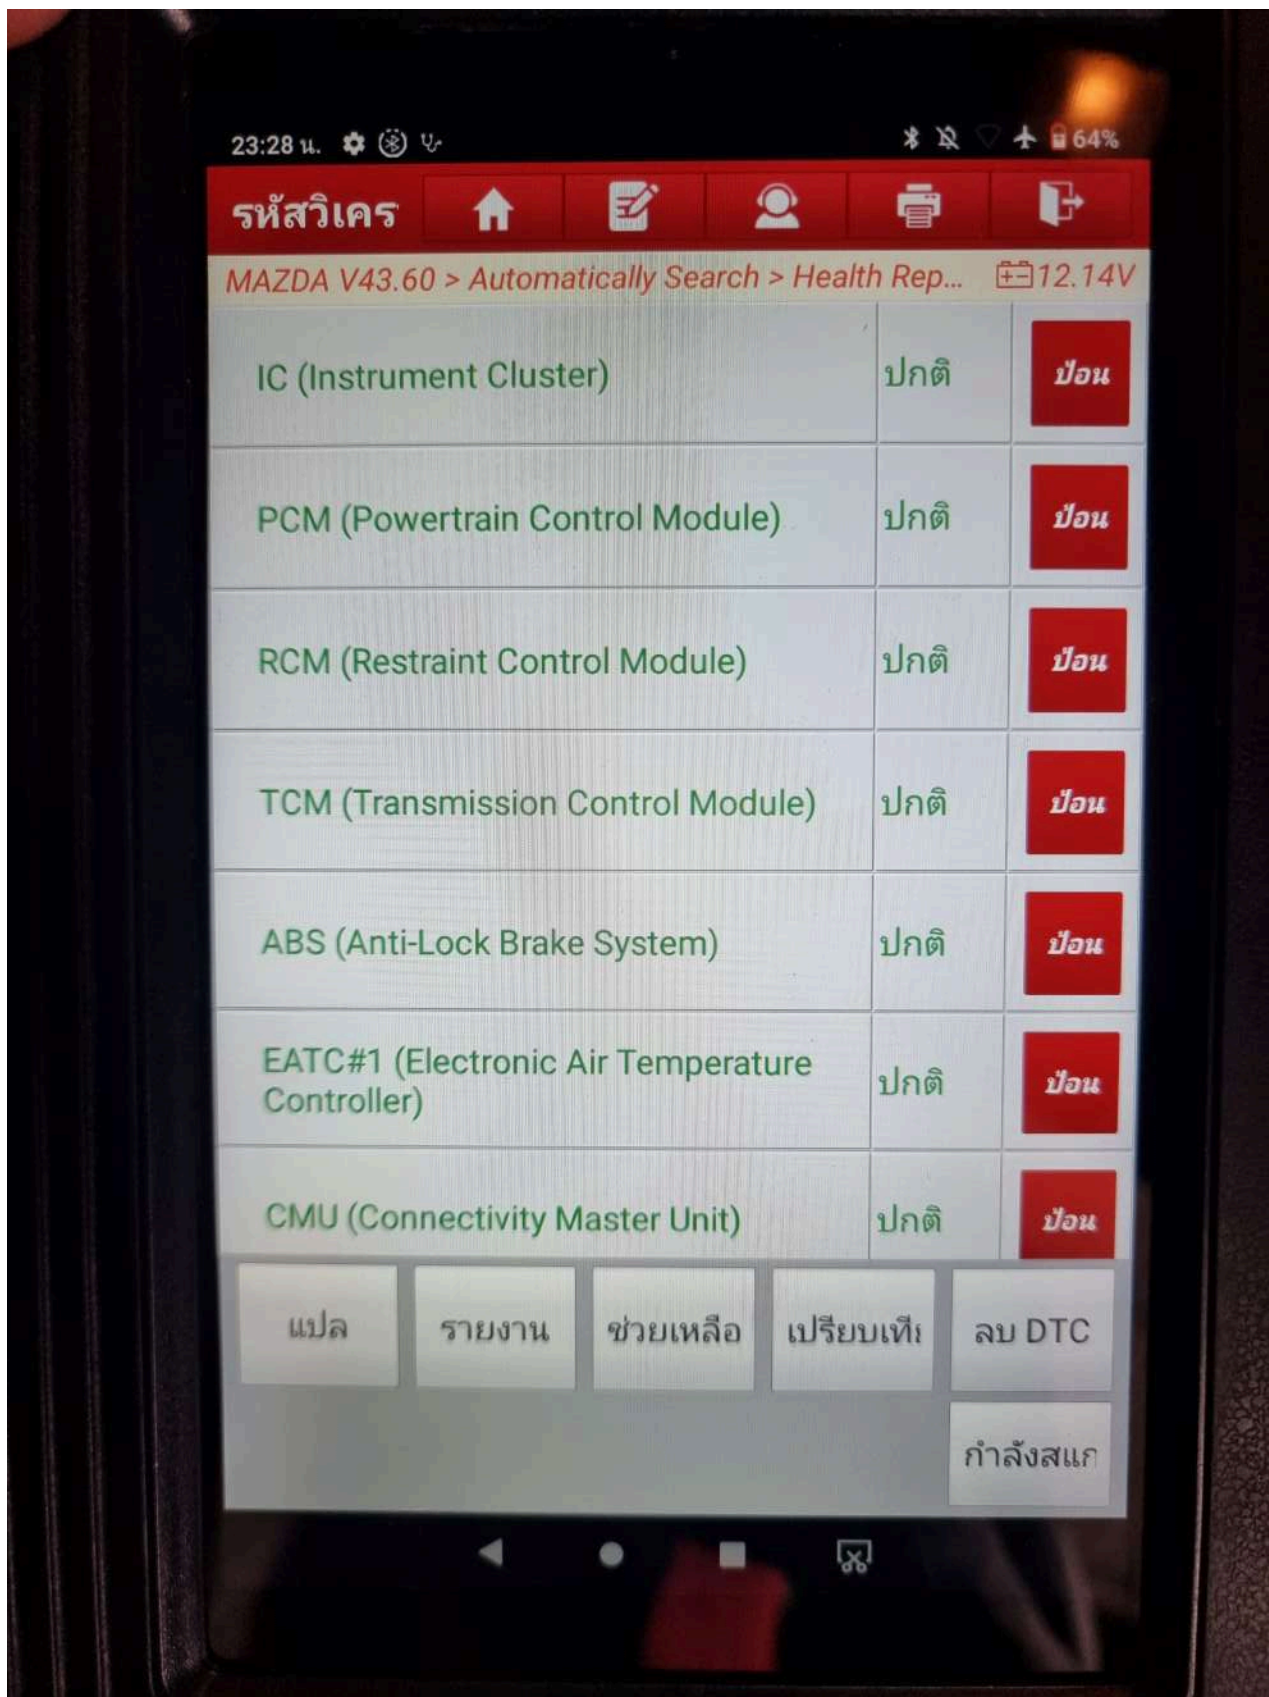 23:28 น.
64%
รหัสวิเคร
MAZDA V43.60 > Automatically Search > Health Rep...
12.14V
IC (Instrument Cluster)
ปกติ
ป้อน
PCM (Powertrain Control Module)
ปกติ
ป้อน
RCM (Restraint Control Module)
ปกติ
ป้อน
TCM (Transmission Control Module)
ปกติ
ป้อน
ABS (Anti-Lock Brake System)
ปกติ
ป้อน
EATC#1 (Electronic Air Temperature
Controller)
ปกติ
ป้อน
CMU (Connectivity Master Unit)
ปกติ
ป้อน
แปล
รายงาน
ช่วยเหลือ
เปรียบเที
ลบ DTC
กำลังสแก